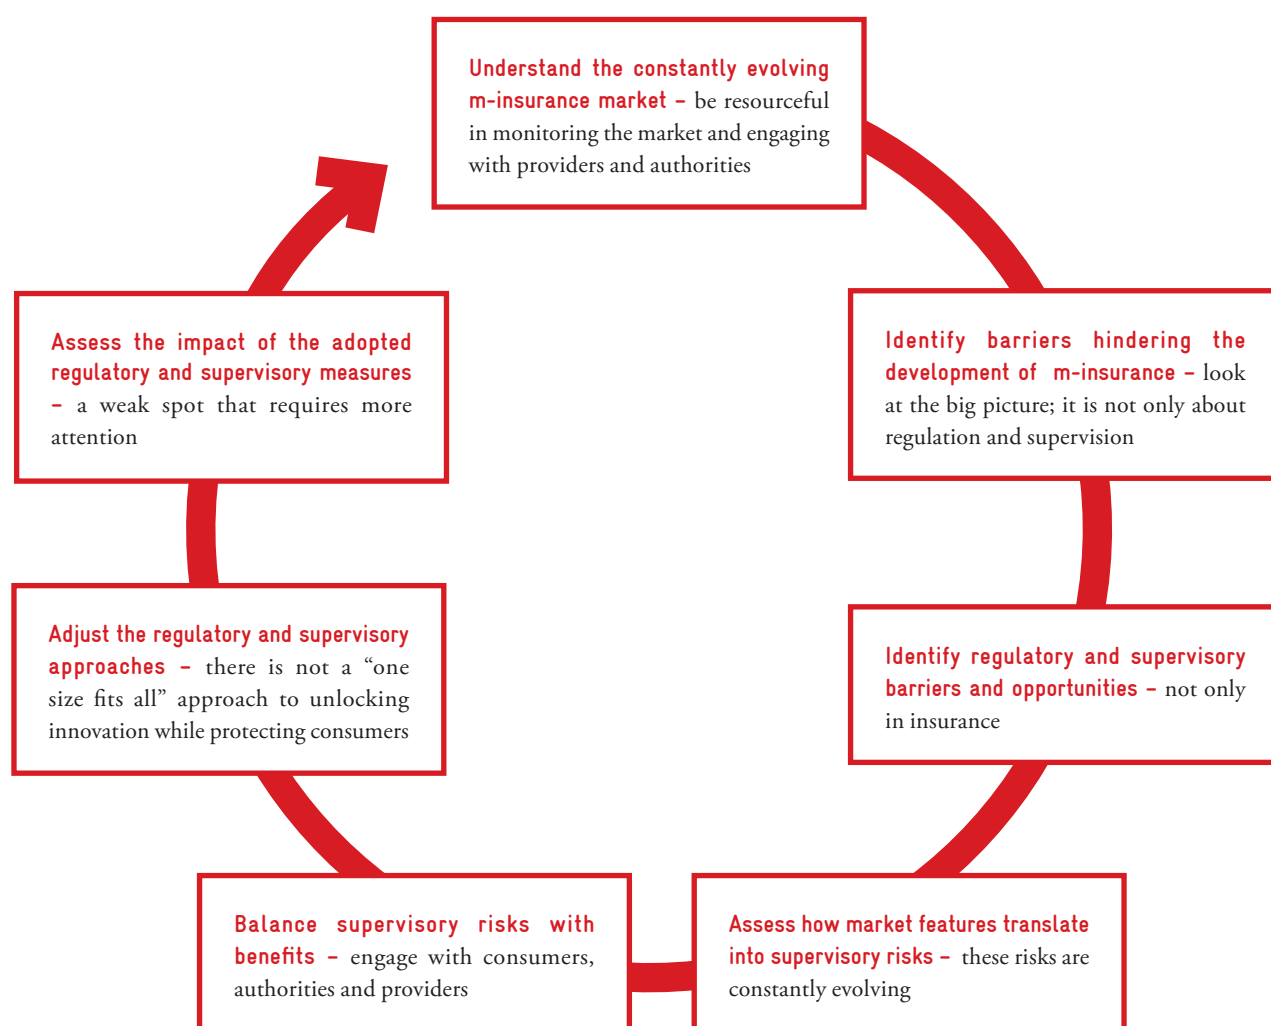 Understand the constantly evolving
m-insurance market – be resourceful
in monitoring the market and engaging
with providers and authorities
Identify barriers hindering the
development of m-insurance – look
at the big picture; it is not only about
regulation and supervision
Identify regulatory and supervisory
barriers and opportunities – not only
in insurance
Assess how market features translate
into supervisory risks – these risks are
constantly evolving
Balance supervisory risks with
benefits – engage with consumers,
authorities and providers
Adjust the regulatory and supervisory
approaches – there is not a “one
size fits all” approach to unlocking
innovation while protecting consumers
Assess the impact of the adopted
regulatory and supervisory measures
– a weak spot that requires more
attention